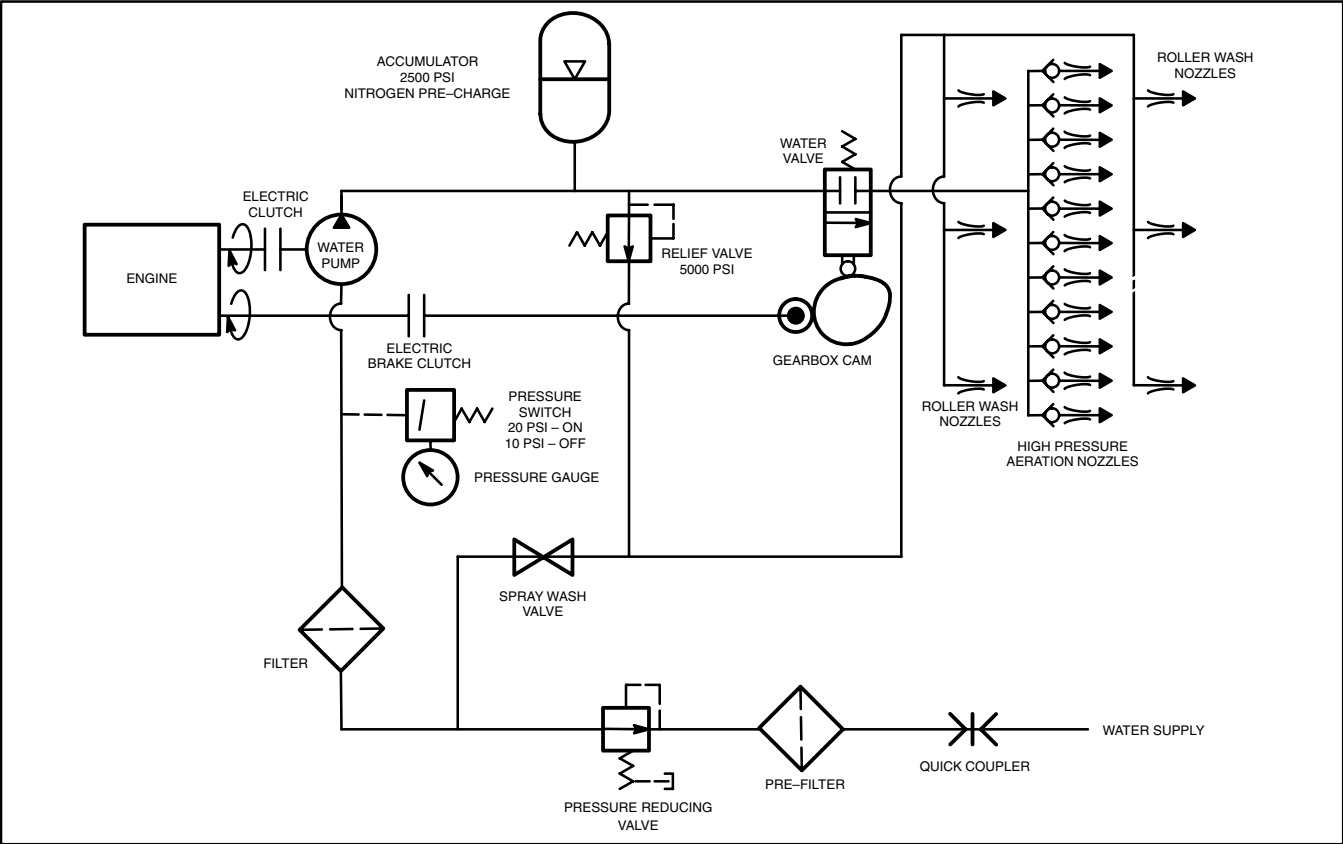 ACCUMULATOR
2500 PSI
NITROGEN PRE–CHARGE
ROLLER WASH
NOZZLES
WATER
VALVE
ELECTRIC
CLUTCH
WATER
PUMP
ENGINE
RELIEF VALVE
5000 PSI
ELECTRIC
BRAKE CLUTCH
GEARBOX CAM
PRESSURE
SWITCH
20 PSI – ON
10 PSI – OFF
PRESSURE GAUGE
ROLLER WASH
NOZZLES
HIGH PRESSURE
AERATION NOZZLES
SPRAY WASH
VALVE
FILTER
WATER SUPPLY
QUICK COUPLER
PRE–FILTER
PRESSURE REDUCING
VALVE